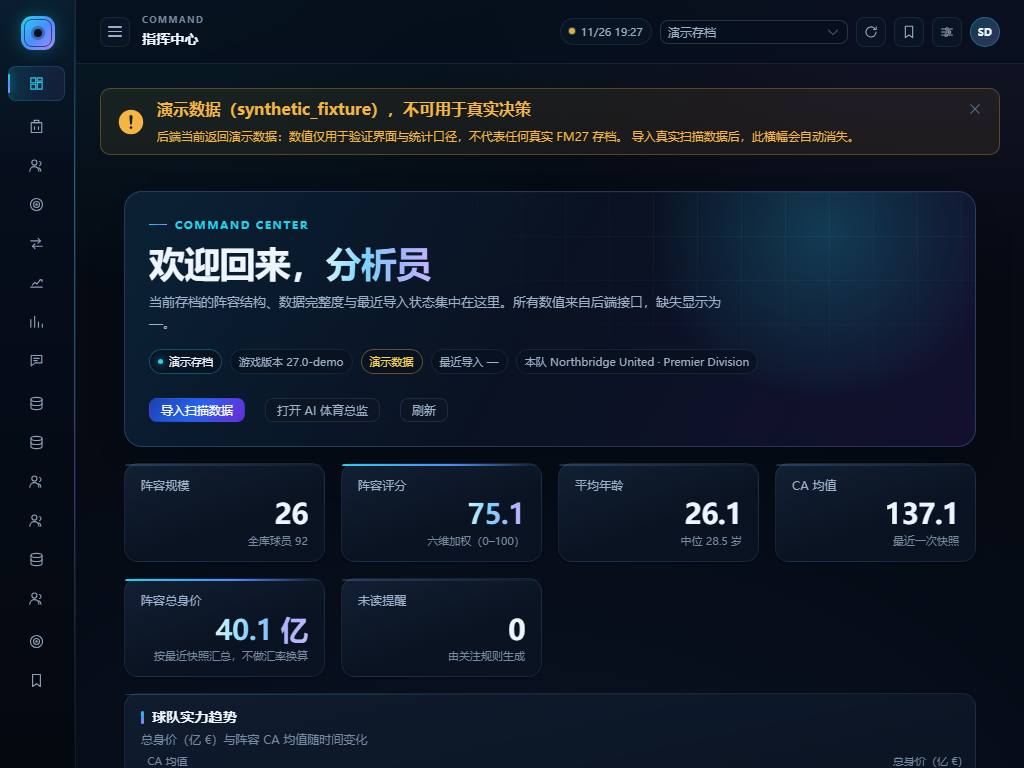 COMMAND
指挥中心
11/26 19:27
演示存档
SD
演示数据（synthetic_fixture），不可用于真实决策
后端当前返回演示数据：数值仅用于验证界面与统计口径，不代表任何真实 FM27 存档。 导入真实扫描数据后，此横幅会自动消失。
COMMAND CENTER
欢迎回来，分析员
当前存档的阵容结构、数据完整度与最近导入状态集中在这里。所有数值来自后端接口，缺失显示为
—。
演示存档
游戏版本 27.0-demo
演示数据
最近导入 —
本队 Northbridge United · Premier Division
导入扫描数据
打开 AI 体育总监
刷新
阵容规模
26
全库球员 92
阵容评分
75.1
六维加权（0–100）
平均年龄
26.1
中位 28.5 岁
CA 均值
137.1
最近一次快照
阵容总身价
40.1 亿
按最近快照汇总，不做汇率换算
未读提醒
0
由关注规则生成
球队实力趋势
总身价（亿 €）与阵容 CA 均值随时间变化
CA 均值
总身价（亿 €）